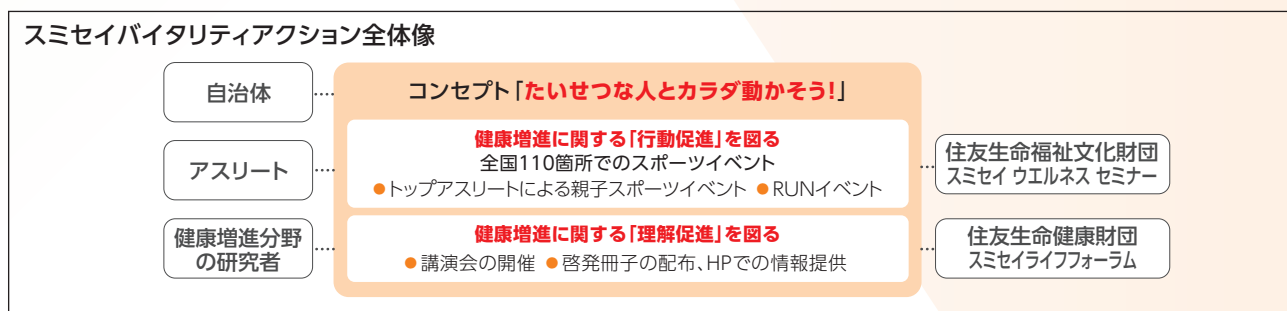 スミセイバイタリティアクション全体像
自治体
アスリート
健康増進分野
の研究者
コンセプト「たいせつな人とカラダ動かそう!」
健康増進に関する「行動促進」を図る
全国110箇所でのスポーツイベント
●トップアスリートによる親子スポーツイベント ●RUNイベント
健康増進に関する「理解促進」を図る
●講演会の開催 ●啓発冊子の配布、HPでの情報提供
住友生命福祉文化財団
スミセイ ウエルネス セミナー
住友生命健康財団
スミセイライフフォーラム